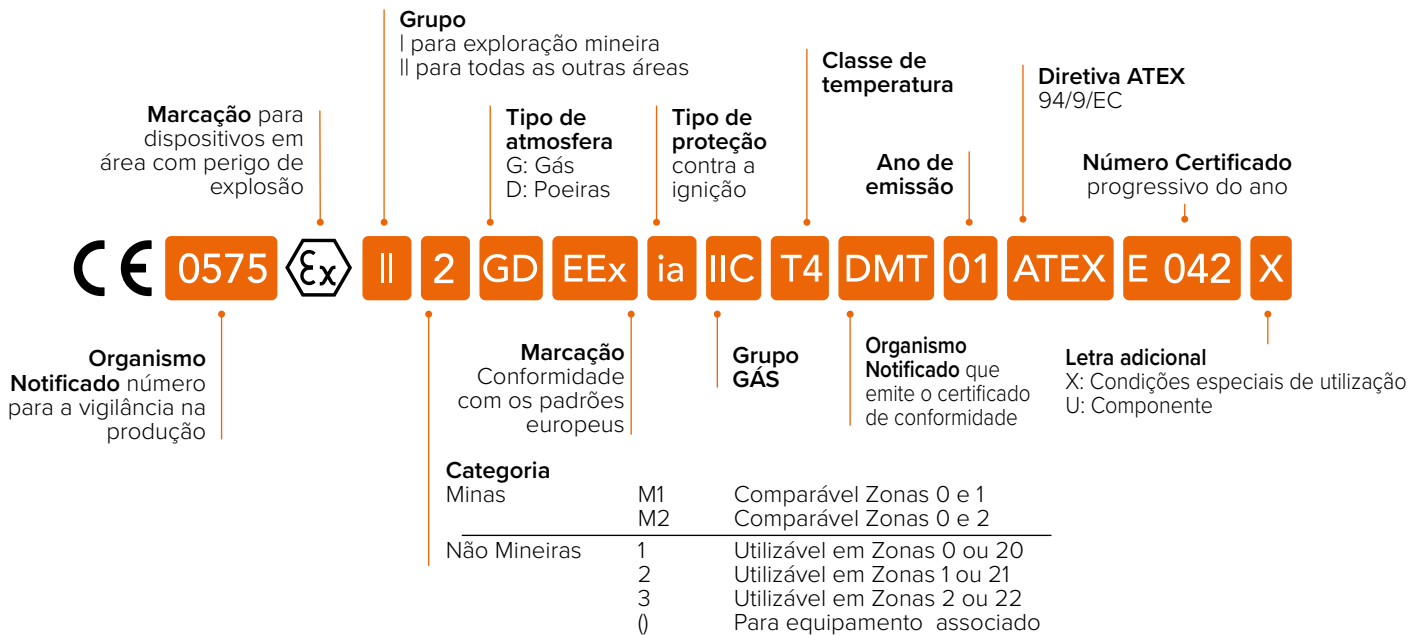 Grupo
I para exploração mineira
II para todas as outras áreas
Marcação para
dispositivos em
área com perigo de
explosão
Tipo de
atmosfera
G: Gás
D: Poeiras
Tipo de
proteção
contra a
ignição
Classe de
temperatura
Ano de
emissão
Diretiva ATEX
94/9/EC
Número Certificado
progressivo do ano
CE 0575 Ex II 2 GD EEx ia IIC T4 DMT 01 ATEX E 042 X
Organismo
Notificado número
para a vigilância na
produção
Marcação
Conformidade
com os padrões
europeus
Grupo
GÁS
Organismo
Notificado que
emite o certificado
de conformidade
Letra adicional
X: Condições especiais de utilização
U: Componente
Categoria
Minas M1 Comparável Zonas 0 e 1
M2 Comparável Zonas 0 e 2
Não Mineiras 1 Utilizável em Zonas 0 ou 20
2 Utilizável em Zonas 1 ou 21
3 Utilizável em Zonas 2 ou 22
() Para equipamento associado